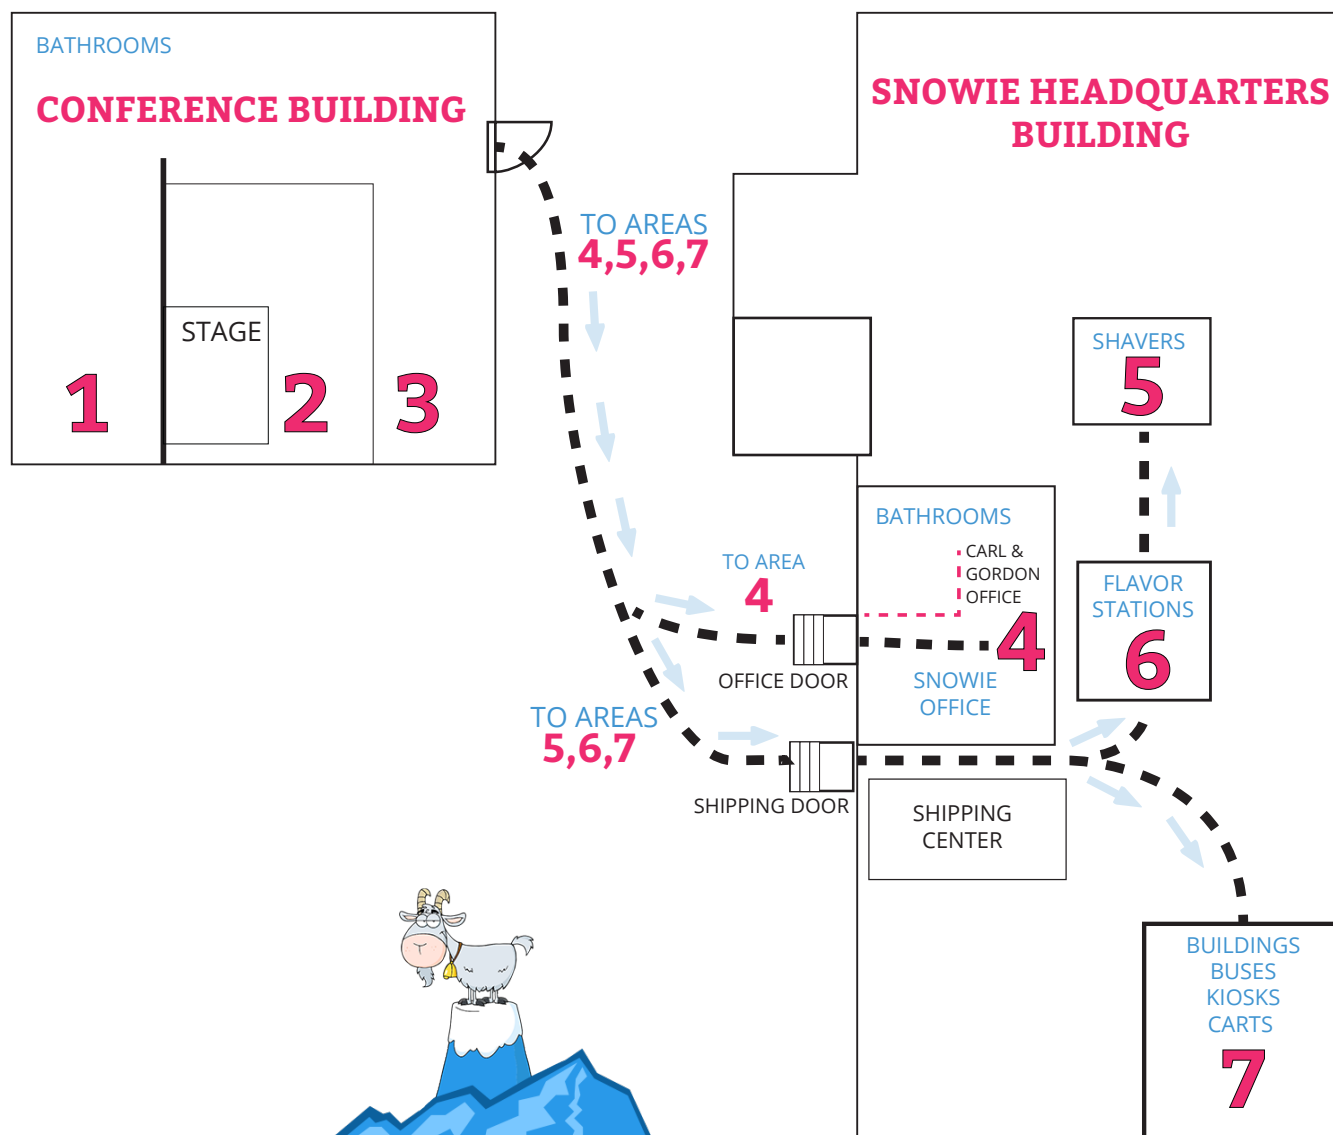 BATHROOMS
CONFERENCE BUILDING
STAGE
1
2
3
TO AREAS
4,5,6,7
SNOWIE HEADQUARTERS
BUILDING
SHAVERS
5
BATHROOMS
CARL &
GORDON
OFFICE
TO AREA
4
4
OFFICE DOOR
SNOWIE
OFFICE
FLAVOR
STATIONS
6
TO AREAS
5,6,7
SHIPPING DOOR
SHIPPING
CENTER
BUILDINGS
BUSES
KIOSKS
CARTS
7